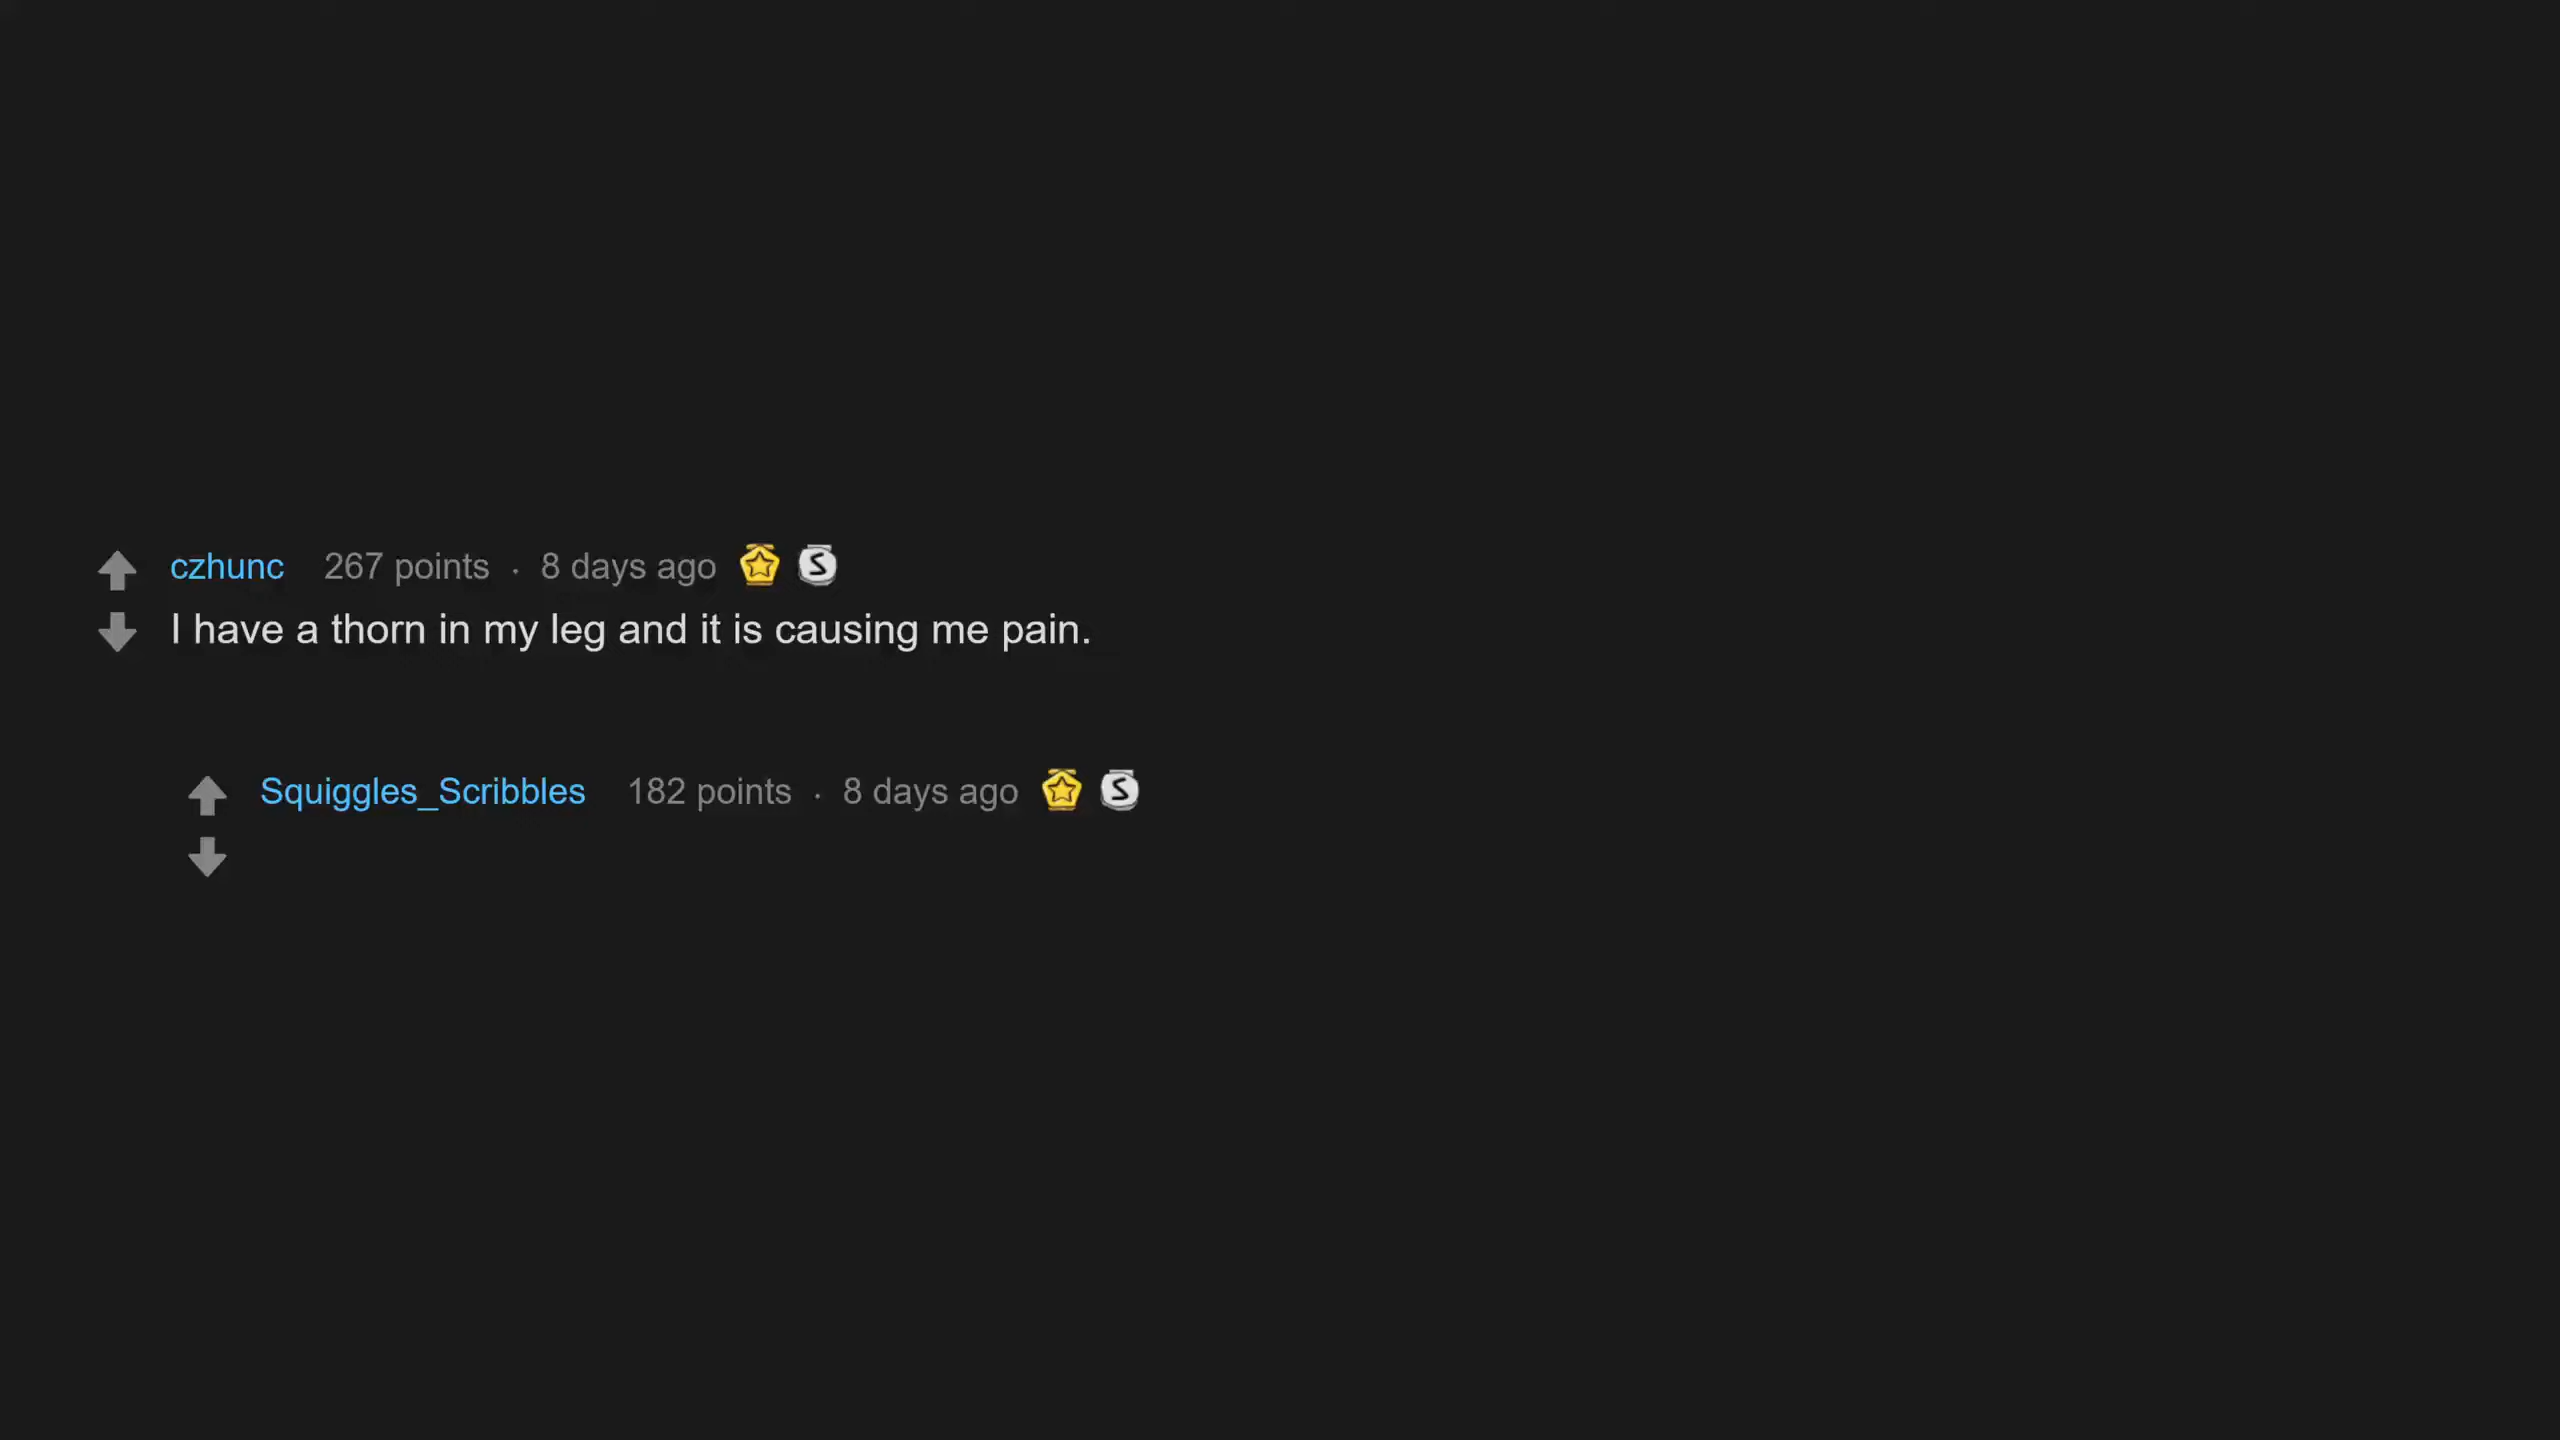 czhunc 267 points · 8 days ago S
I have a thorn in my leg and it is causing me pain.
Squiggles_Scribbles 182 points · 8 days ago S